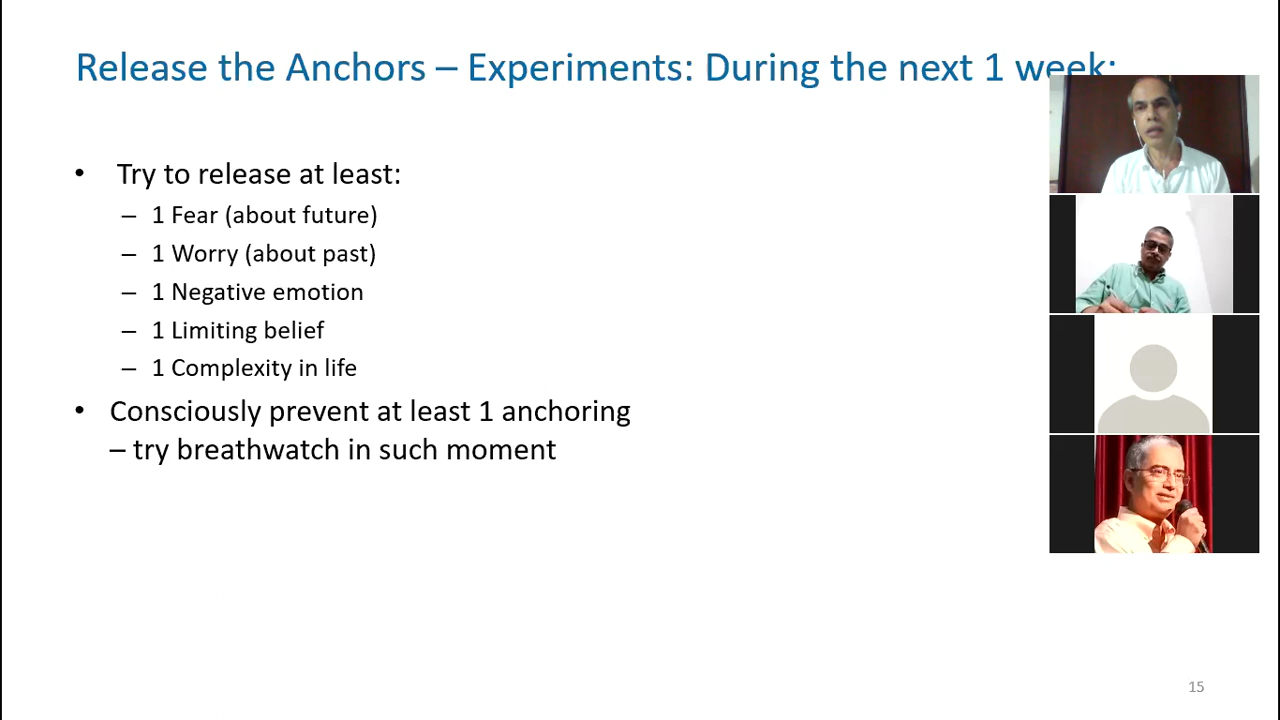 Release the Anchors – Experiments: During the next 1 week:
• Try to release at least:
– 1 Fear (about future)
– 1 Worry (about past)
– 1 Negative emotion
– 1 Limiting belief
– 1 Complexity in life
• Consciously prevent at least 1 anchoring
– try breathwatch in such moment
15